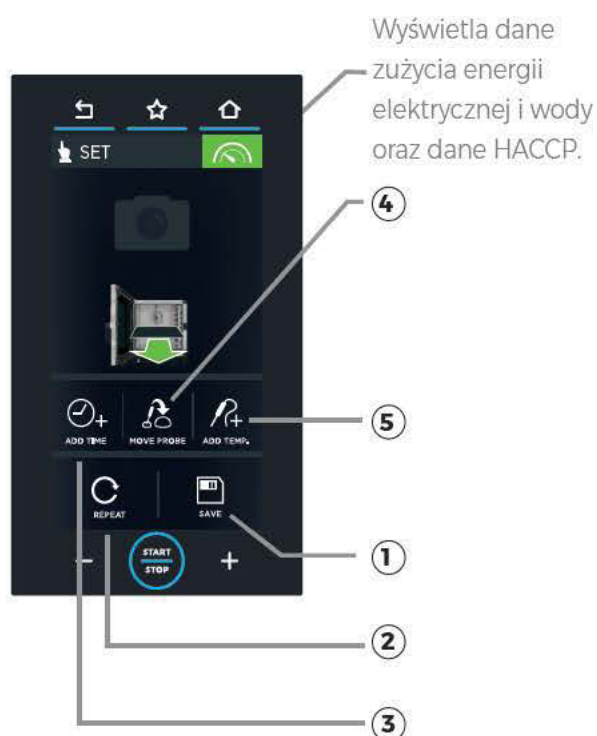 Wyświetla dane
zużycia energii
elektrycznej i wody
oraz dane HACCP.
SET
4
ADD TIME
MOVE PROBE
ADD TEMP.
5
REPEAT
SAVE
START
STOP
- +
1
2
3